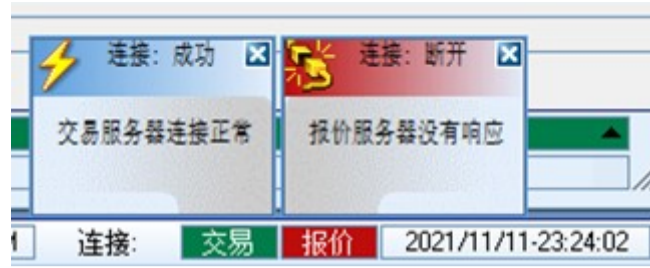 连接: 成功
连接: 断开
交易服务器连接正常
报价服务器没有响应
连接: 交易 报价 2021/11/11-23:24:02